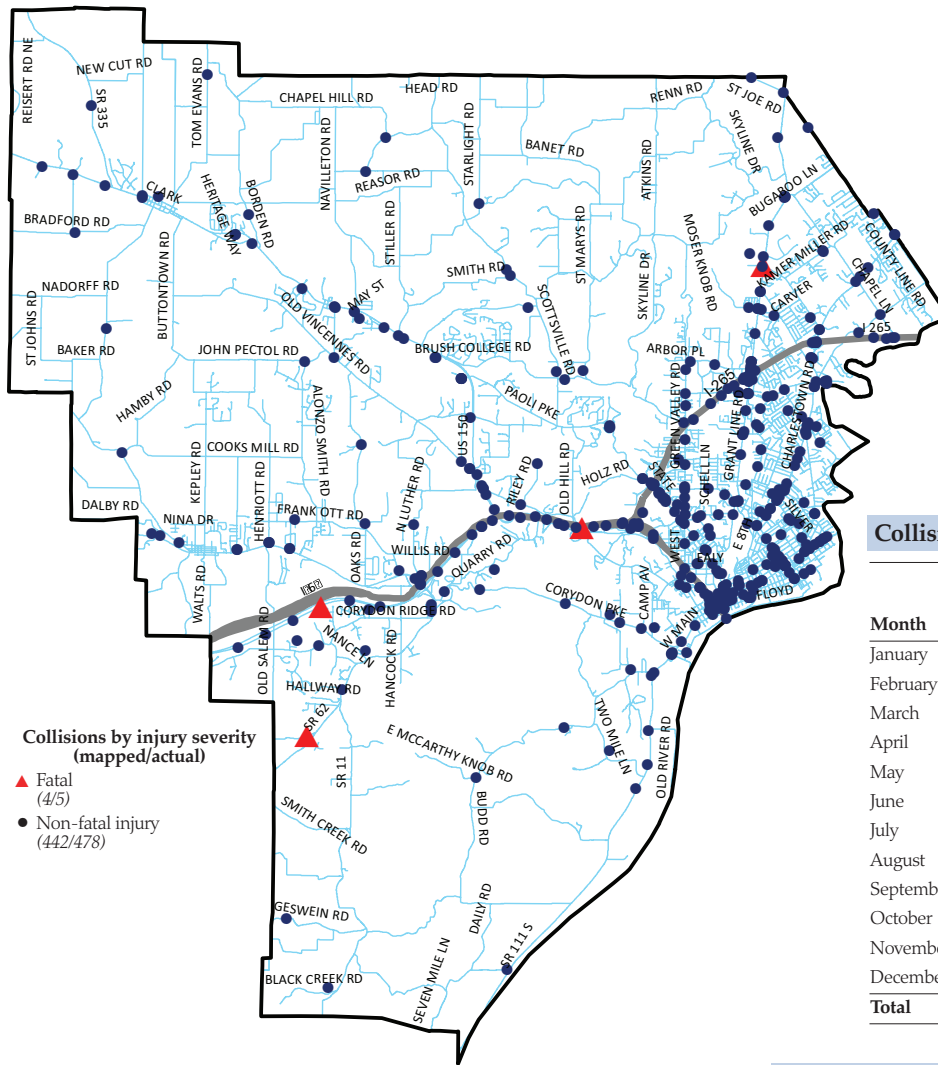 REISERT RD NE
NEW CUT RD
SR 335
TOM EVANS RD
CHAPEL HILL RD
HEAD RD
RENN RD
ST JOE RD
NAVILLETON RD
STARLIGHT RD
BANET RD
ATKINS RD
SKYLINE DR
REASOR RD
CLARK
HERITAGE WAY
BORDEN RD
BUGABOO LN
BRADFORD RD
STILLER RD
ST MARYS RD
MOSER KNOB RD
KAMER MILLER RD
COUNTY LINE RD
BUTTONTOWN RD
SMITH RD
SKYLINE DR
CHAPEL LN
NADORFF RD
OLD VINCENNES RD
MAY ST
SCOTTSVILLE RD
CARVER
ST JOHNS RD
I 265
BAKER RD
JOHN PECTOL RD
BRUSH COLLEGE RD
ARBOR PL
I-265
HAMBY RD
ALONZO SMITH RD
PAOLI PKE
GREEN VALLEY RD
GRANT LINE RD
CHARLESTOWN RD
US 150
KEPLEY RD
COOKS MILL RD
HENRIOTT RD
N LUTHER RD
RILEY RD
OLD HILL RD
HOLZ RD
STATE
SCHELL LN
DALBY RD
NINA DR
FRANK OTT RD
SILVER
E 8TH
WEST
WILLIS RD
QUARRY RD
EALY
OAKS RD
WALTS RD
CORYDON RIDGE RD
CORYDON PKE
CAMP AV
FLOYD
OLD SALEM RD
NANCE LN
HANCOCK RD
W MAIN
HALLWAY RD
SR 62
E MCCARTHY KNOB RD
TWO MILE LN
OLD RIVER RD
SR 11
BUDD RD
SMITH CREEK RD
GESWEIN RD
DAILY RD
SR 111 S
BLACK CREEK RD
SEVEN MILE LN
Collisions by injury severity
(mapped/actual)
Fatal
(4/5)
Non-fatal injury
(442/478)
Collis
Month
January
February
March
April
May
June
July
August
Septemb
October
Novembe
Decembe
Total